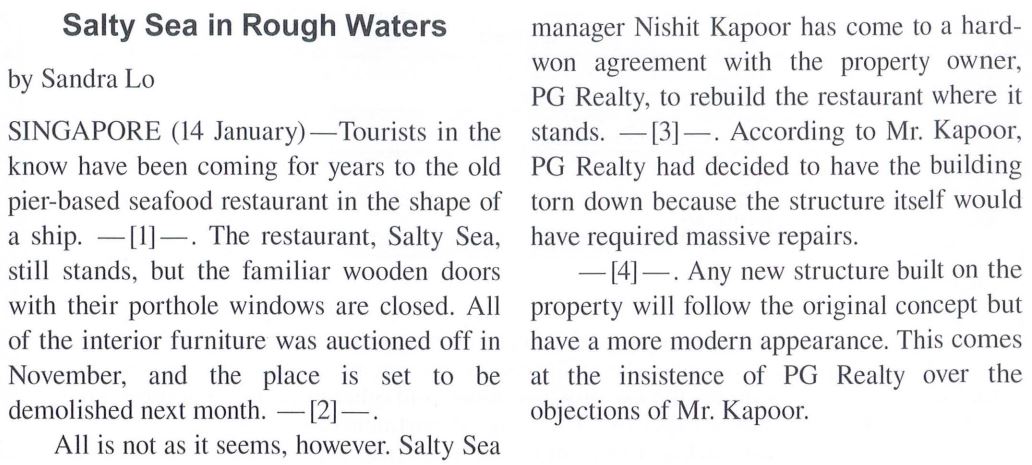 Salty Sea in Rough Waters
by Sandra Lo
SINGAPORE (14 January)—Tourists in the
know have been coming for years to the old
pier-based seafood restaurant in the shape of
a ship. —[1]—. The restaurant, Salty Sea,
still stands, but the familiar wooden doors
with their porthole windows are closed. All
of the interior furniture was auctioned off in
November, and the place is set to be
demolished next month. —[2]—.
All is not as it seems, however. Salty Sea
manager Nishit Kapoor has come to a hard-
won agreement with the property owner,
PG Realty, to rebuild the restaurant where it
stands. —[3]—. According to Mr. Kapoor,
PG Realty had decided to have the building
torn down because the structure itself would
have required massive repairs.
—[4]—. Any new structure built on the
property will follow the original concept but
have a more modern appearance. This comes
at the insistence of PG Realty over the
objections of Mr. Kapoor.